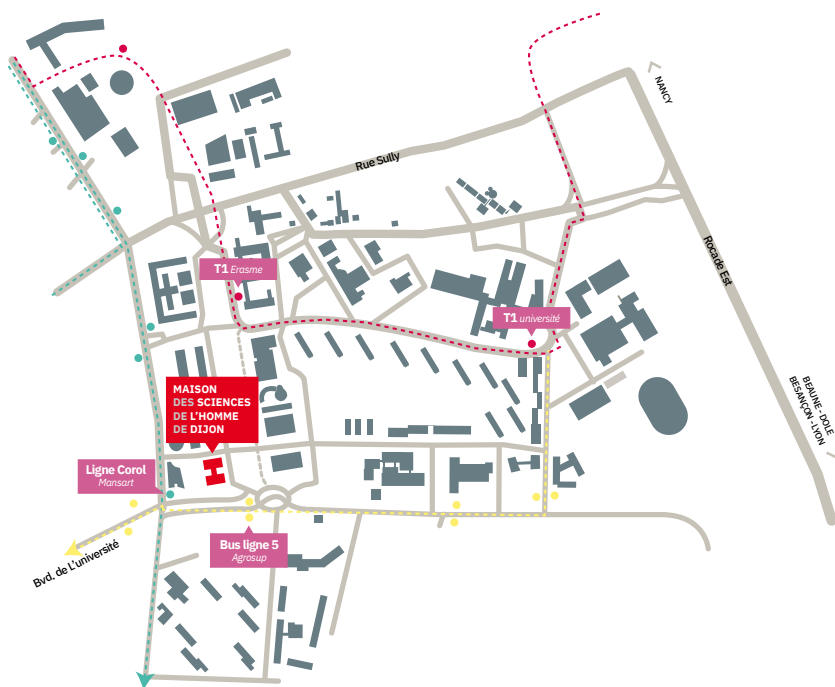 NANCY
Rue Sully
Rocade Est
T1 Erasme
T1 université
BEAUNE - DOLE
BESANÇON - LYON
MAISON
DES SCIENCES
DE L'HOMME
DE DIJON
Ligne Corol
Mansart
Bus ligne 5
Agrosup
Bvd. de L'université